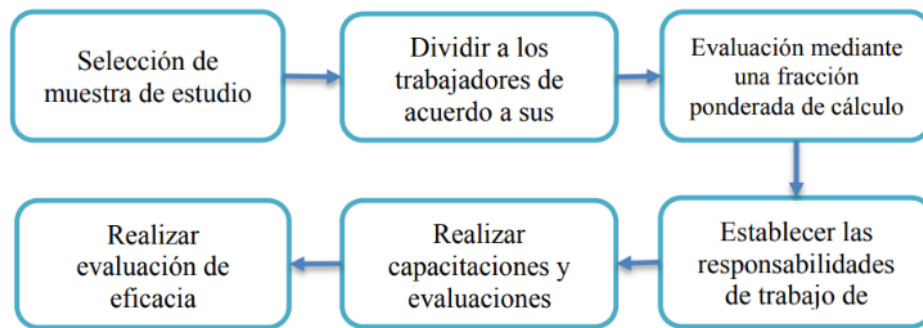 Selección de
muestra de estudio
Dividir a los
trabajadores de
acuerdo a sus
Evaluación mediante
una fracción
ponderada de cálculo
Establecer las
responsabilidades
de trabajo de
Realizar
capacitaciones y
evaluaciones
Realizar
evaluación de
eficacia